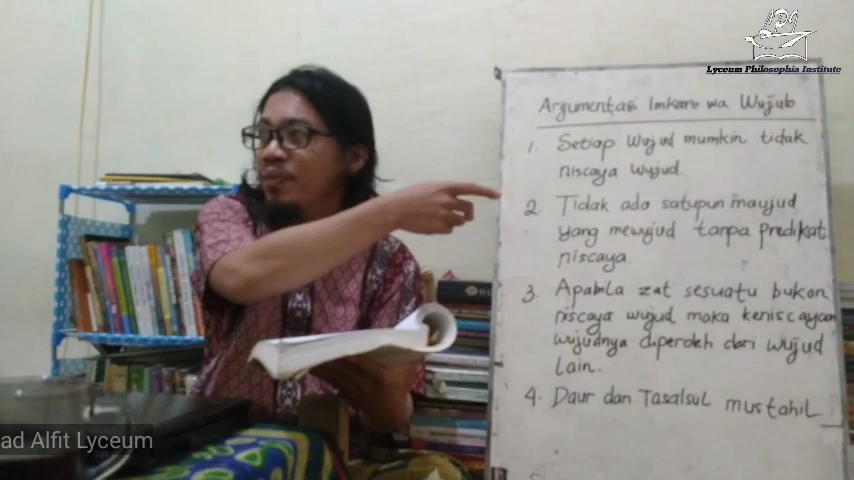 Lyceum Philosophia Institute
Argumentasi Imkan wa Wujub
1. Setiap Wujud mumkin tidak
niscaya wujud.
2. Tidak ada satupun maujud
yang mewujud tanpa predikat
niscaya.
3. Apabila zat sesuatu bukan
niscaya wujud maka keniscayaan
wujudnya diperoleh dari wujud
Lain.
4. Daur dan Tasalsul mustahil.
ad Alfit Lyceum